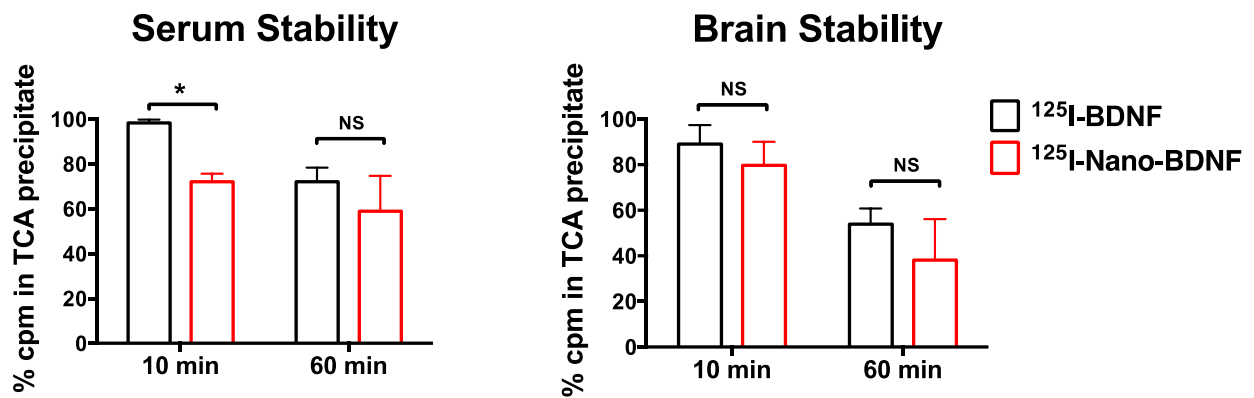 Serum Stability
% cpm in TCA precipitate
100
80
60
40
20
0
*
NS
10 min
60 min
Brain Stability
% cpm in TCA precipitate
100
80
60
40
20
0
NS
NS
10 min
60 min
¹²⁵I-BDNF
¹²⁵I-Nano-BDNF